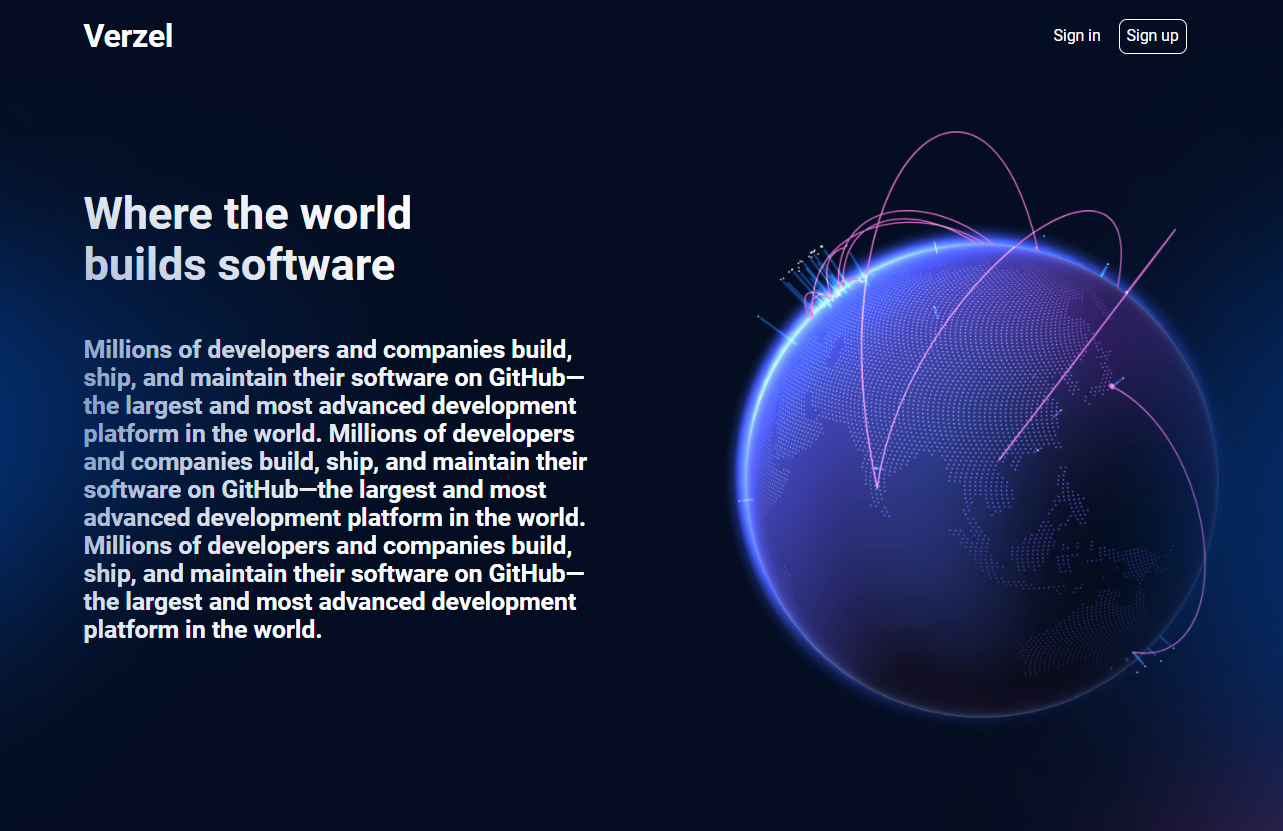 Verzel
Sign in
Sign up
Where the world
builds software
Millions of developers and companies build,
ship, and maintain their software on GitHub—
the largest and most advanced development
platform in the world. Millions of developers
and companies build, ship, and maintain their
software on GitHub—the largest and most
advanced development platform in the world.
Millions of developers and companies build,
ship, and maintain their software on GitHub—
the largest and most advanced development
platform in the world.